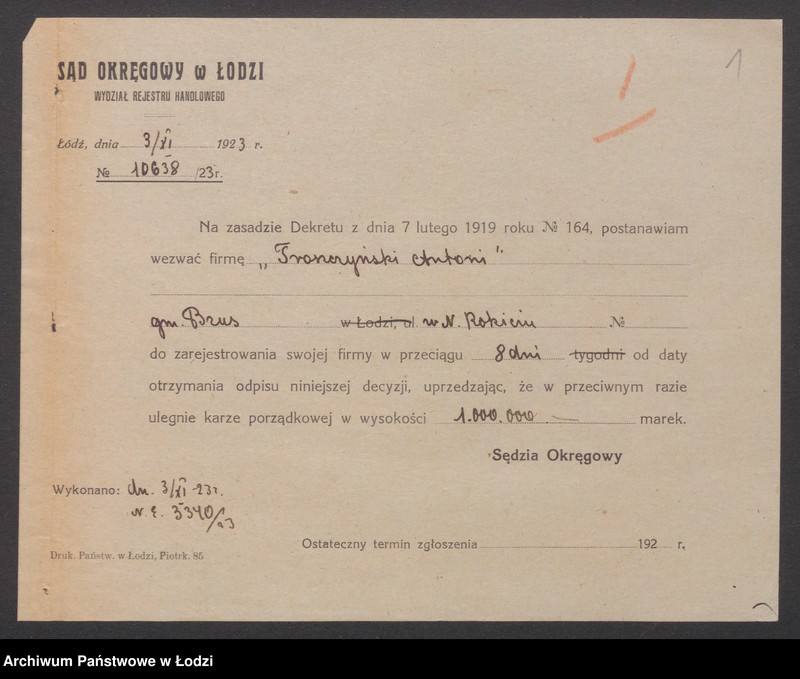 1
SĄD OKRĘGOWY w ŁODZI
WYDZIAŁ REJESTRU HANDLOWEGO
Łódź, dnia 3/XI 1923 r.
№ 10638 /23r.
Na zasadzie Dekretu z dnia 7 lutego 1919 roku № 164, postanawiam
wezwać firmę „Tronczyński Antoni"
gm. Brus w Łodzi, ul. w N. Rokiciu №
do zarejestrowania swojej firmy w przeciągu 8 dni tygodni od daty
otrzymania odpisu niniejszej decyzji, uprzedzając, że w przeciwnym razie
ulegnie karze porządkowej w wysokości 1.000.000 — marek.
Sędzia Okręgowy
Wykonano: dn. 3/XI 23r.
N. E. 5340/23
Ostateczny termin zgłoszenia 192 r.
Druk. Państw. w Łodzi, Piotrk. 85
Archiwum Państwowe w Łodzi